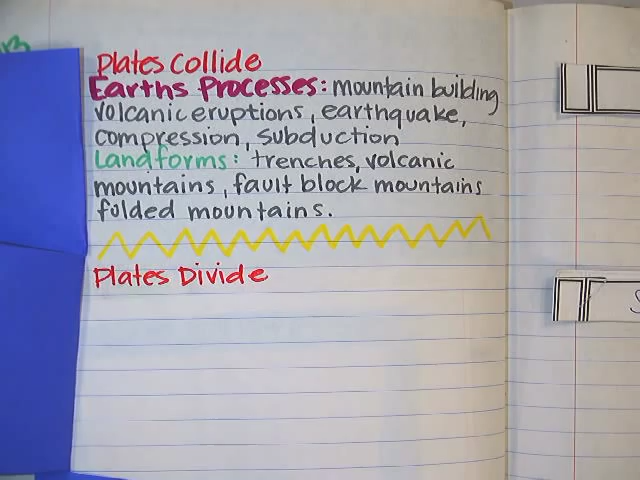 Plates Collide
Earths Processes: mountain building
volcanic eruptions, earthquake,
compression, subduction
Landforms: trenches, volcanic
mountains, fault block mountains
folded mountains.
Plates Divide